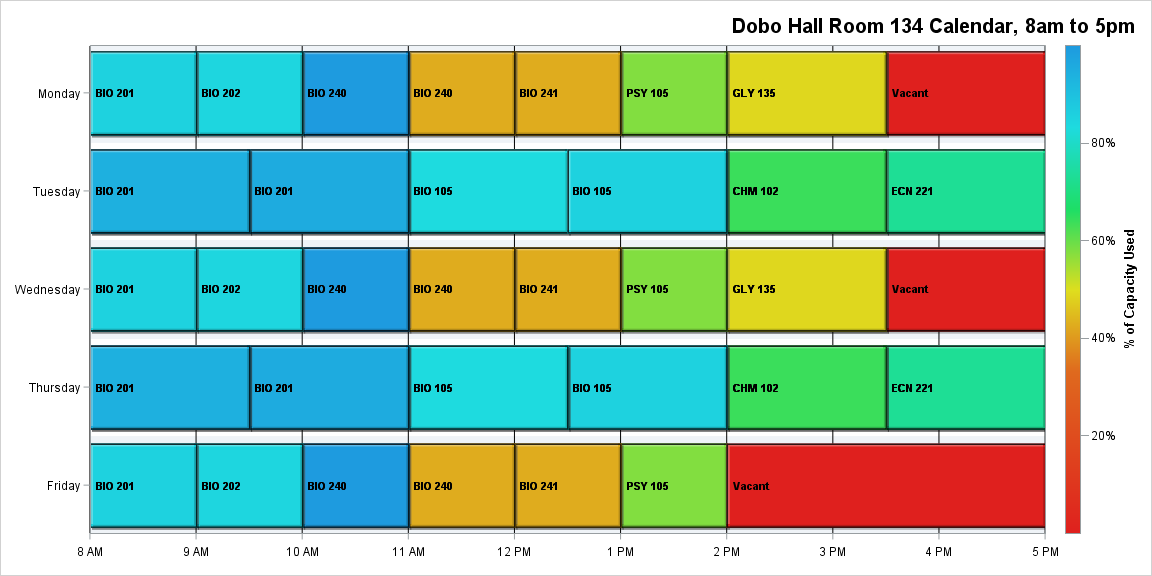 Dobo Hall Room 134 Calendar, 8am to 5pm
Monday BIO 201 BIO 202 BIO 240 BIO 240 BIO 241 PSY 105 GLY 135 Vacant
80%
Tuesday BIO 201 BIO 201 BIO 105 BIO 105 CHM 102 ECN 221
60%
Wednesday BIO 201 BIO 202 BIO 240 BIO 240 BIO 241 PSY 105 GLY 135 Vacant
% of Capacity Used
40%
Thursday BIO 201 BIO 201 BIO 105 BIO 105 CHM 102 ECN 221
20%
Friday BIO 201 BIO 202 BIO 240 BIO 240 BIO 241 PSY 105 Vacant
8 AM 9 AM 10 AM 11 AM 12 PM 1 PM 2 PM 3 PM 4 PM 5 PM